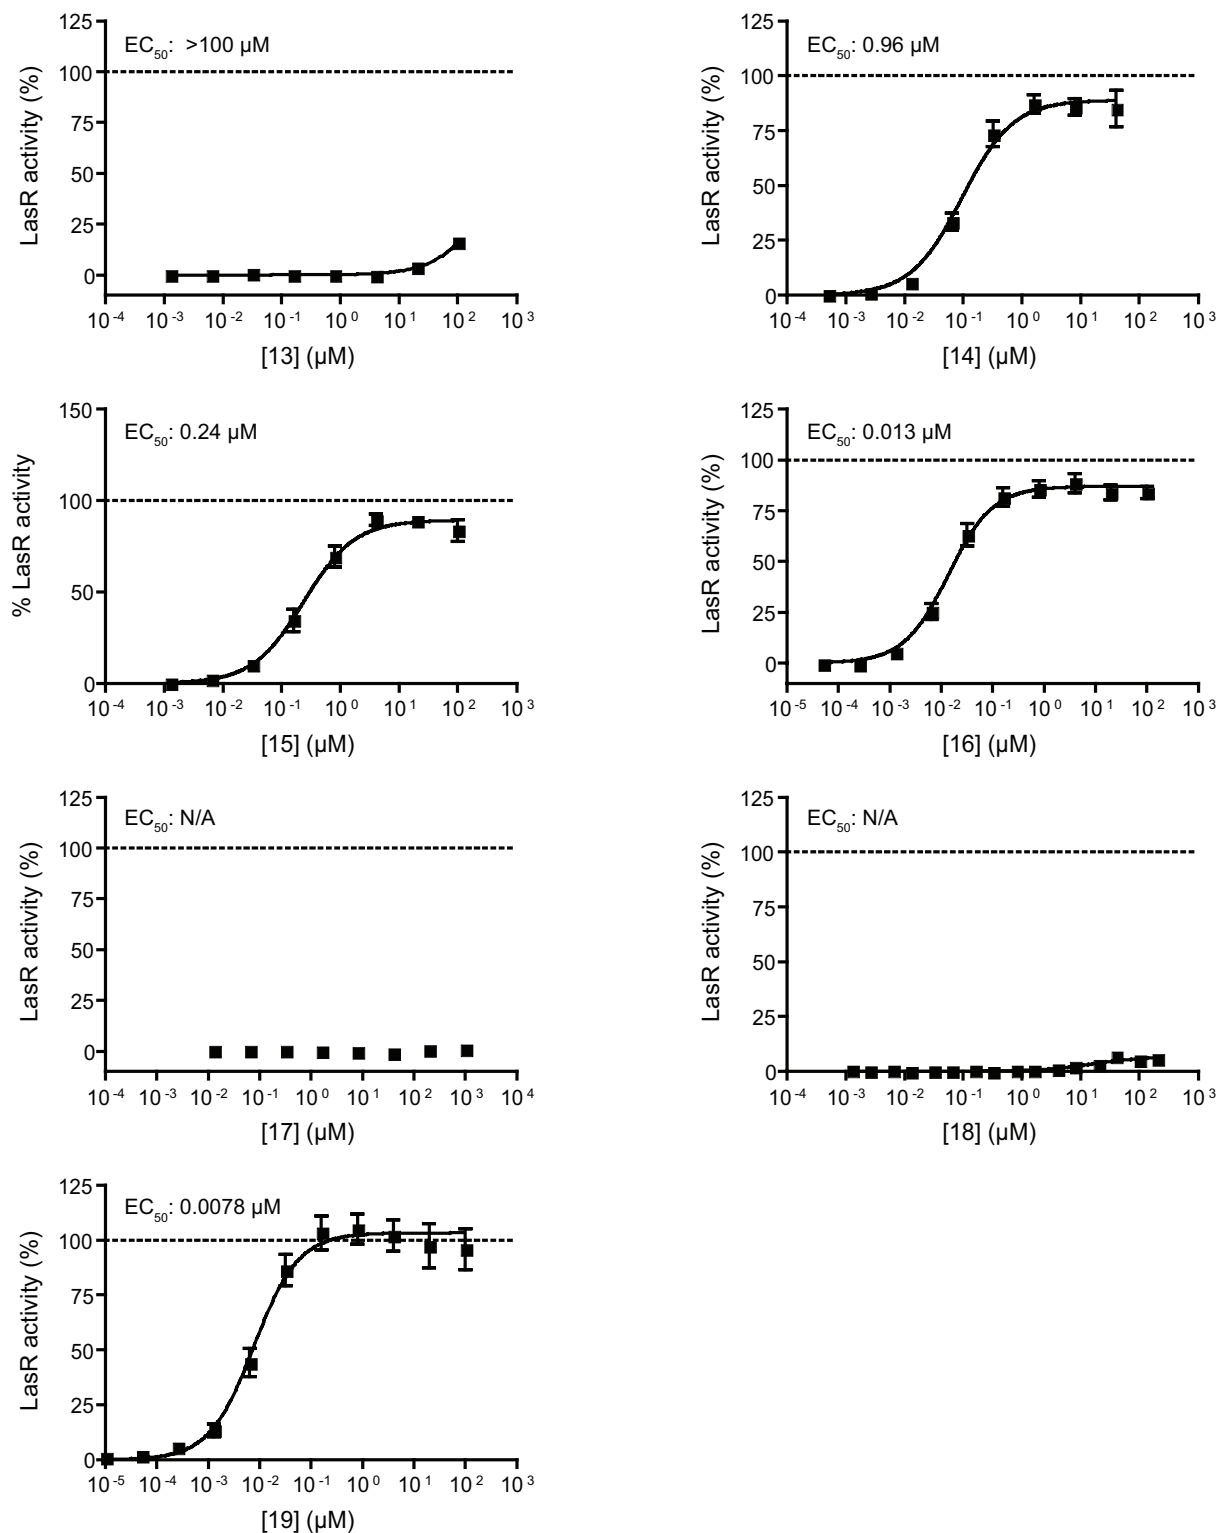 125
100
75
50
25
0
LasR activity (%)
EC₅₀: >100 µM
10⁻⁴ 10⁻³ 10⁻² 10⁻¹ 10⁰ 10¹ 10² 10³
[13] (µM)
125
100
75
50
25
0
LasR activity (%)
EC₅₀: 0.96 µM
10⁻⁴ 10⁻³ 10⁻² 10⁻¹ 10⁰ 10¹ 10² 10³
[14] (µM)
150
100
50
0
% LasR activity
EC₅₀: 0.24 µM
10⁻⁴ 10⁻³ 10⁻² 10⁻¹ 10⁰ 10¹ 10² 10³
[15] (µM)
125
100
75
50
25
0
LasR activity (%)
EC₅₀: 0.013 µM
10⁻⁵ 10⁻⁴ 10⁻³ 10⁻² 10⁻¹ 10⁰ 10¹ 10² 10³
[16] (µM)
125
100
75
50
25
0
LasR activity (%)
EC₅₀: N/A
10⁻⁴ 10⁻³ 10⁻² 10⁻¹ 10⁰ 10¹ 10² 10³ 10⁴
[17] (µM)
125
100
75
50
25
0
LasR activity (%)
EC₅₀: N/A
10⁻⁴ 10⁻³ 10⁻² 10⁻¹ 10⁰ 10¹ 10² 10³
[18] (µM)
125
100
75
50
25
0
LasR activity (%)
EC₅₀: 0.0078 µM
10⁻⁵ 10⁻⁴ 10⁻³ 10⁻² 10⁻¹ 10⁰ 10¹ 10² 10³
[19] (µM)